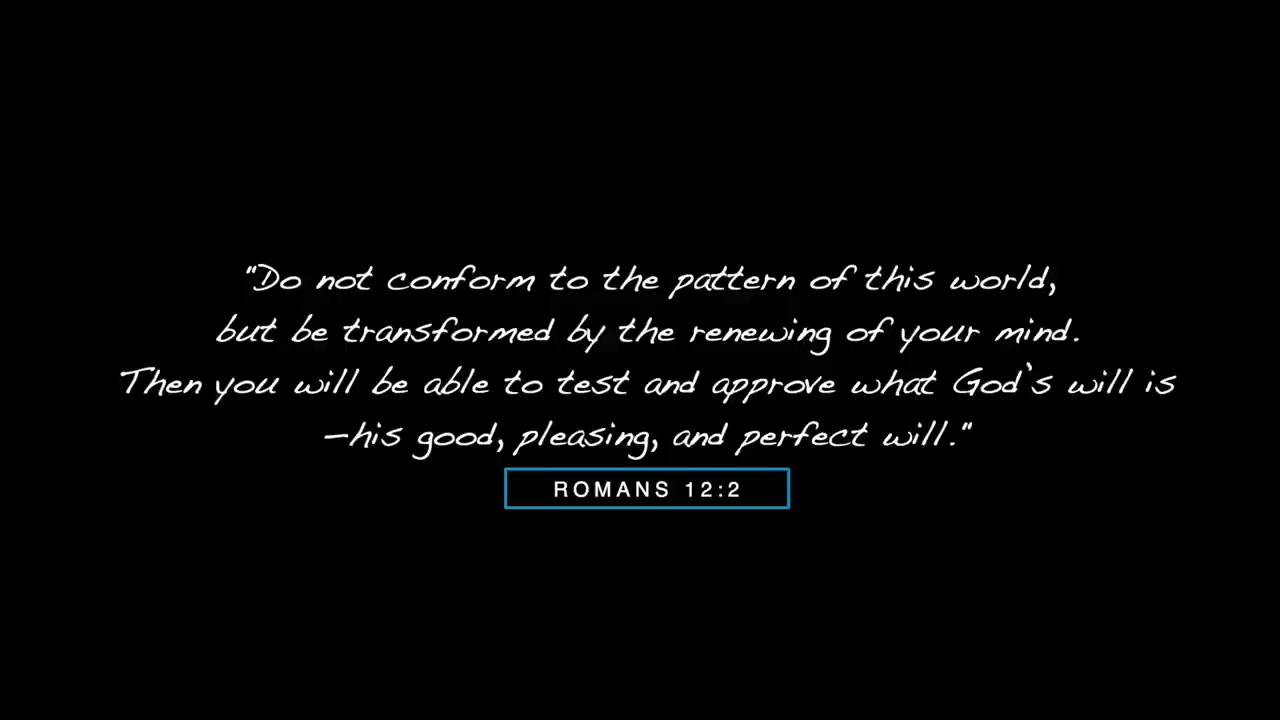 "Do not conform to the pattern of this world,
but be transformed by the renewing of your mind.
Then you will be able to test and approve what God's will is
–his good, pleasing, and perfect will."
ROMANS 12:2